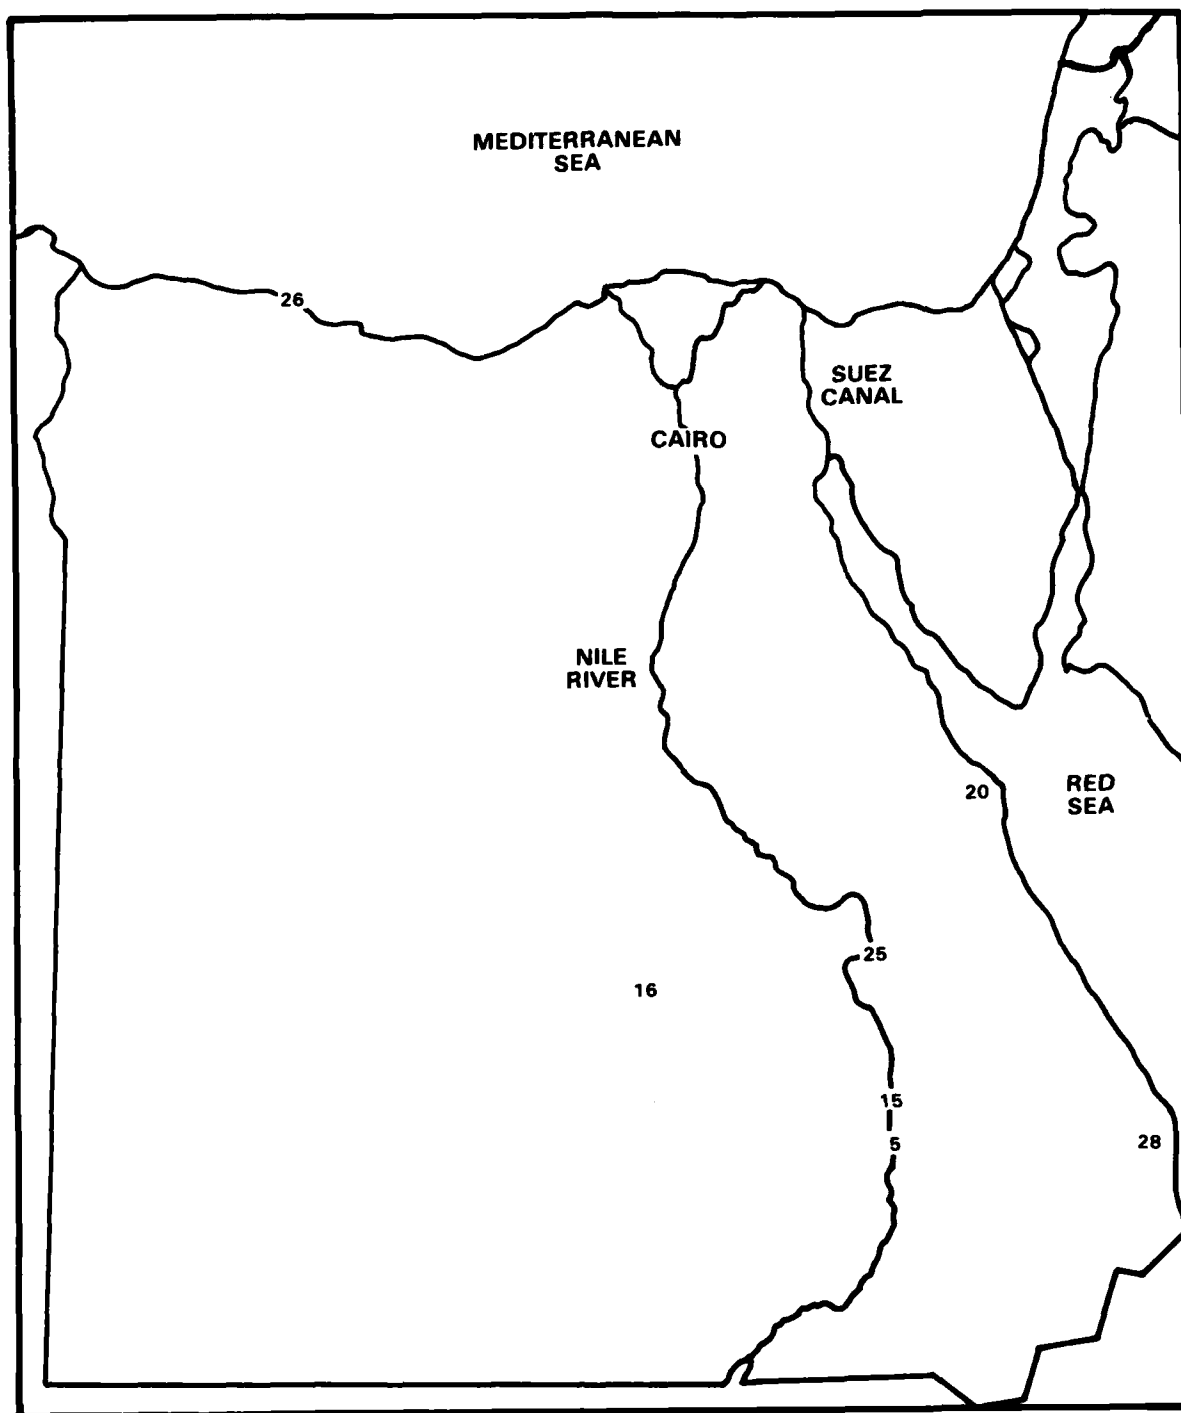 MEDITERRANEAN
SEA
26
SUEZ
CANAL
CAIRO
NILE
RIVER
20
RED
SEA
25
16
15
5
28